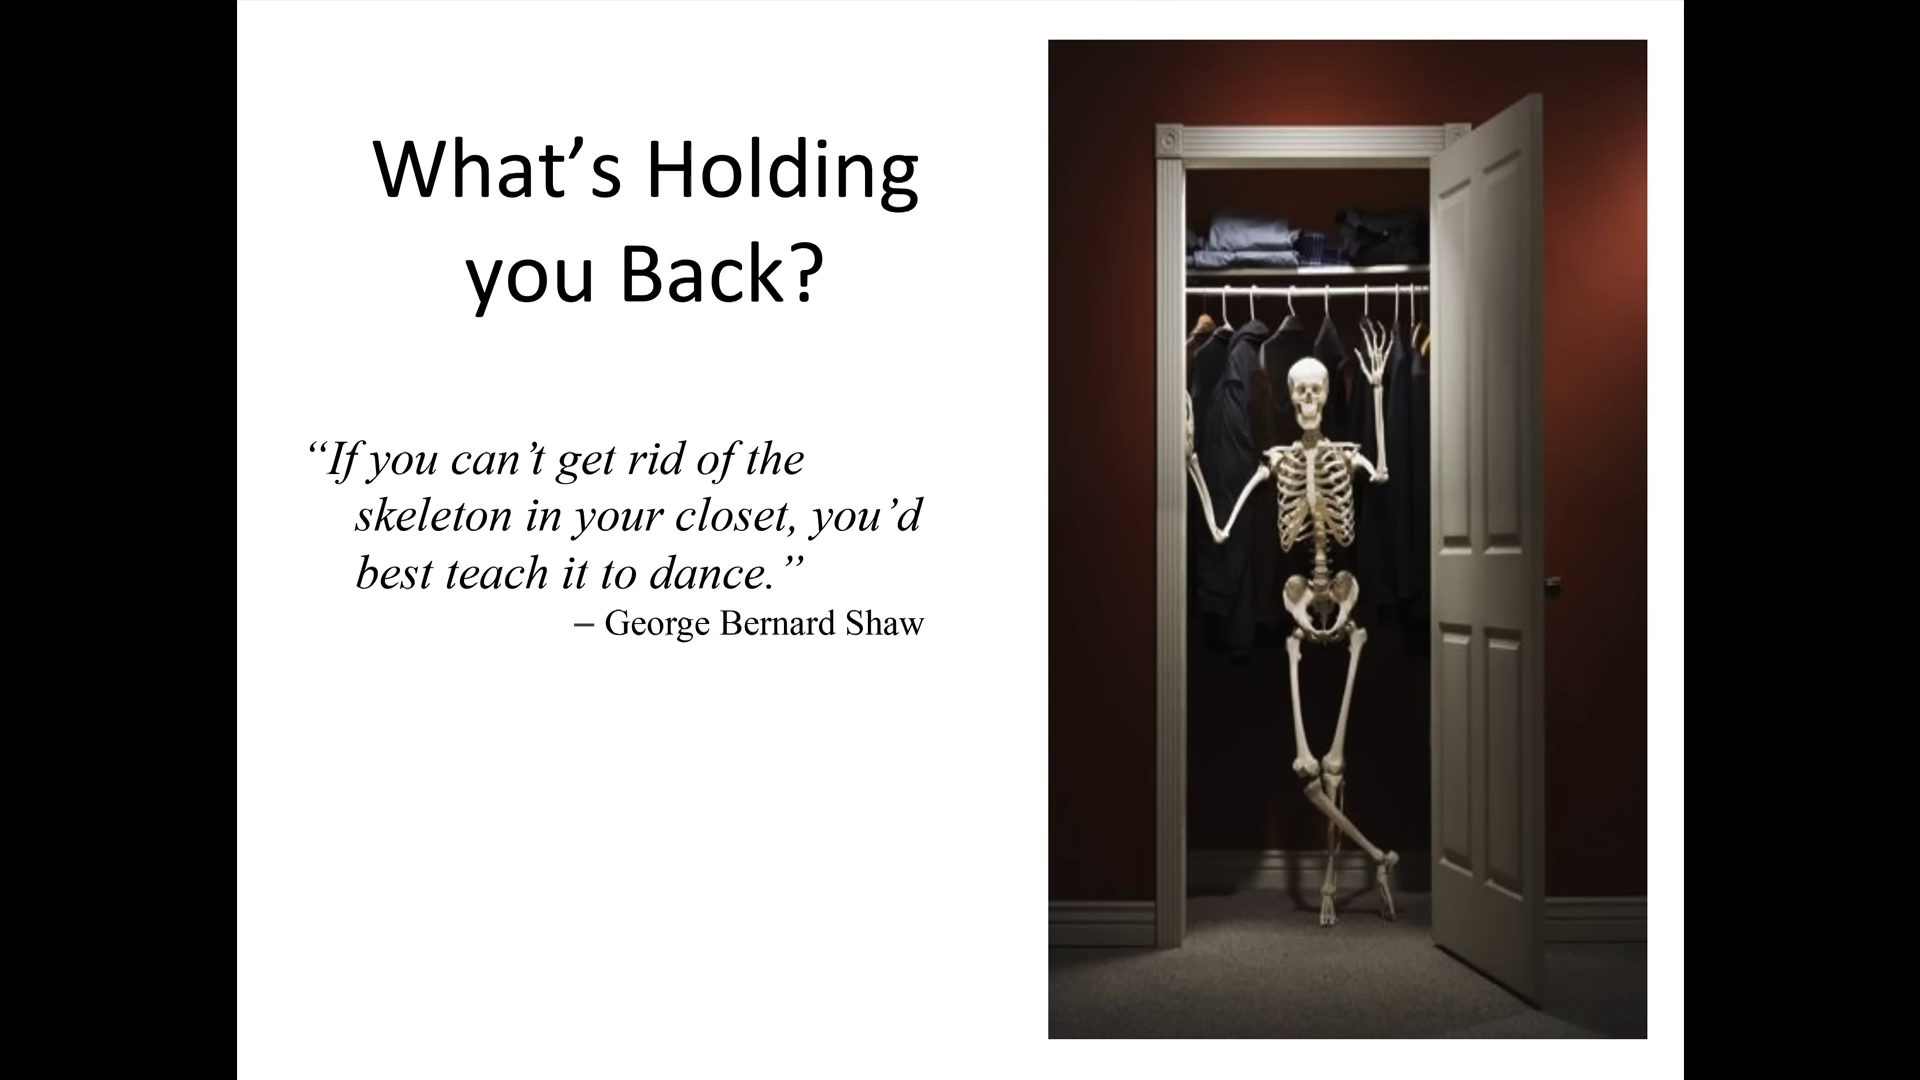 What’s Holding
you Back?
“If you can’t get rid of the
skeleton in your closet, you’d
best teach it to dance.”
– George Bernard Shaw